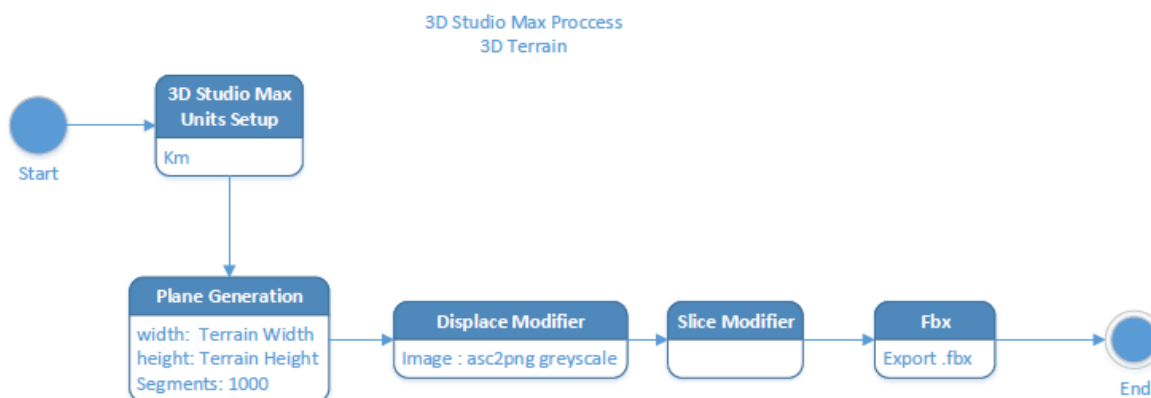 3D Studio Max Proccess
3D Terrain
3D Studio Max
Units Setup
Km
Start
Plane Generation
width:  Terrain Width
height: Terrain Height
Segments: 1000
Displace Modifier
Image : asc2png greyscale
Slice Modifier
Fbx
Export .fbx
End